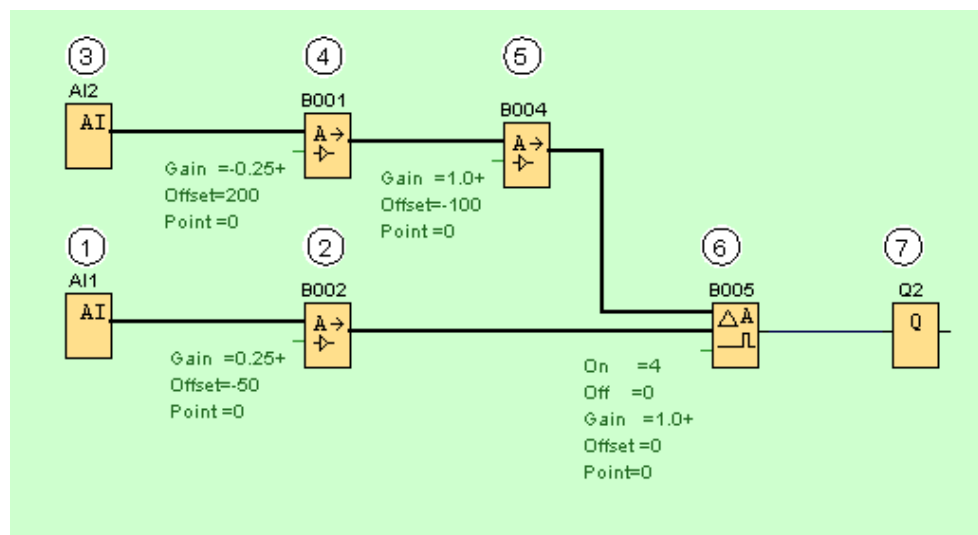 3
4
5
AI2
B001
B004
AI
A→
A→
Gain =-0.25+
Offset=200
Point =0
Gain =1.0+
Offset=-100
Point =0
1
2
6
7
AI1
B002
B005
Q2
AI
A→
△A
Q
Gain =0.25+
Offset=-50
Point =0
On =4
Off =0
Gain =1.0+
Offset =0
Point=0